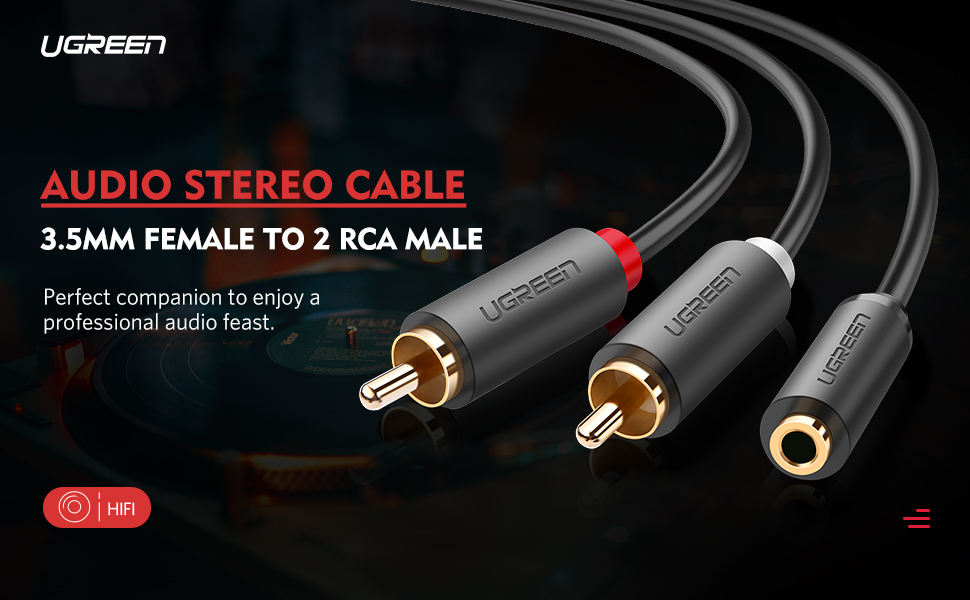 UGREEN
AUDIO STEREO CABLE
3.5MM FEMALE TO 2 RCA MALE
Perfect companion to enjoy a
professional audio feast.
UGREEN
UGREEN
UGREEN
HIFI